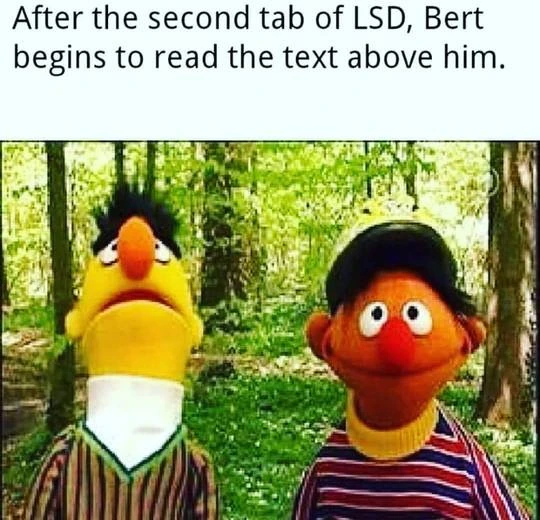 After the second tab of LSD, Bert
begins to read the text above him.